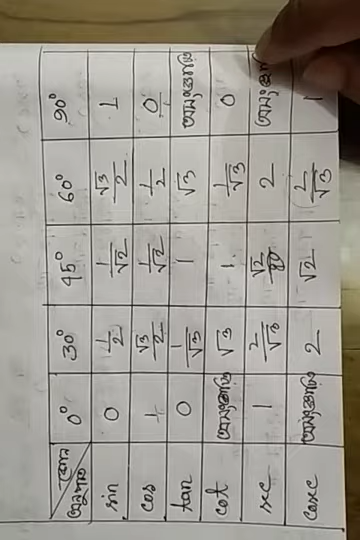 কোণ 0° 30° 45° 60° 90°
অনুপাত
sin 0 1/2 1/√2 √3/2 1
cos 1 √3/2 1/√2 1/2 0
tan 0 1/√3 1 √3 অসংজ্ঞায়িত
cot অসংজ্ঞায়িত √3 1 1/√3 0
sec 1 2/√3 √2 2
cosec অসংজ্ঞায়িত 2 √2 2/√3 1